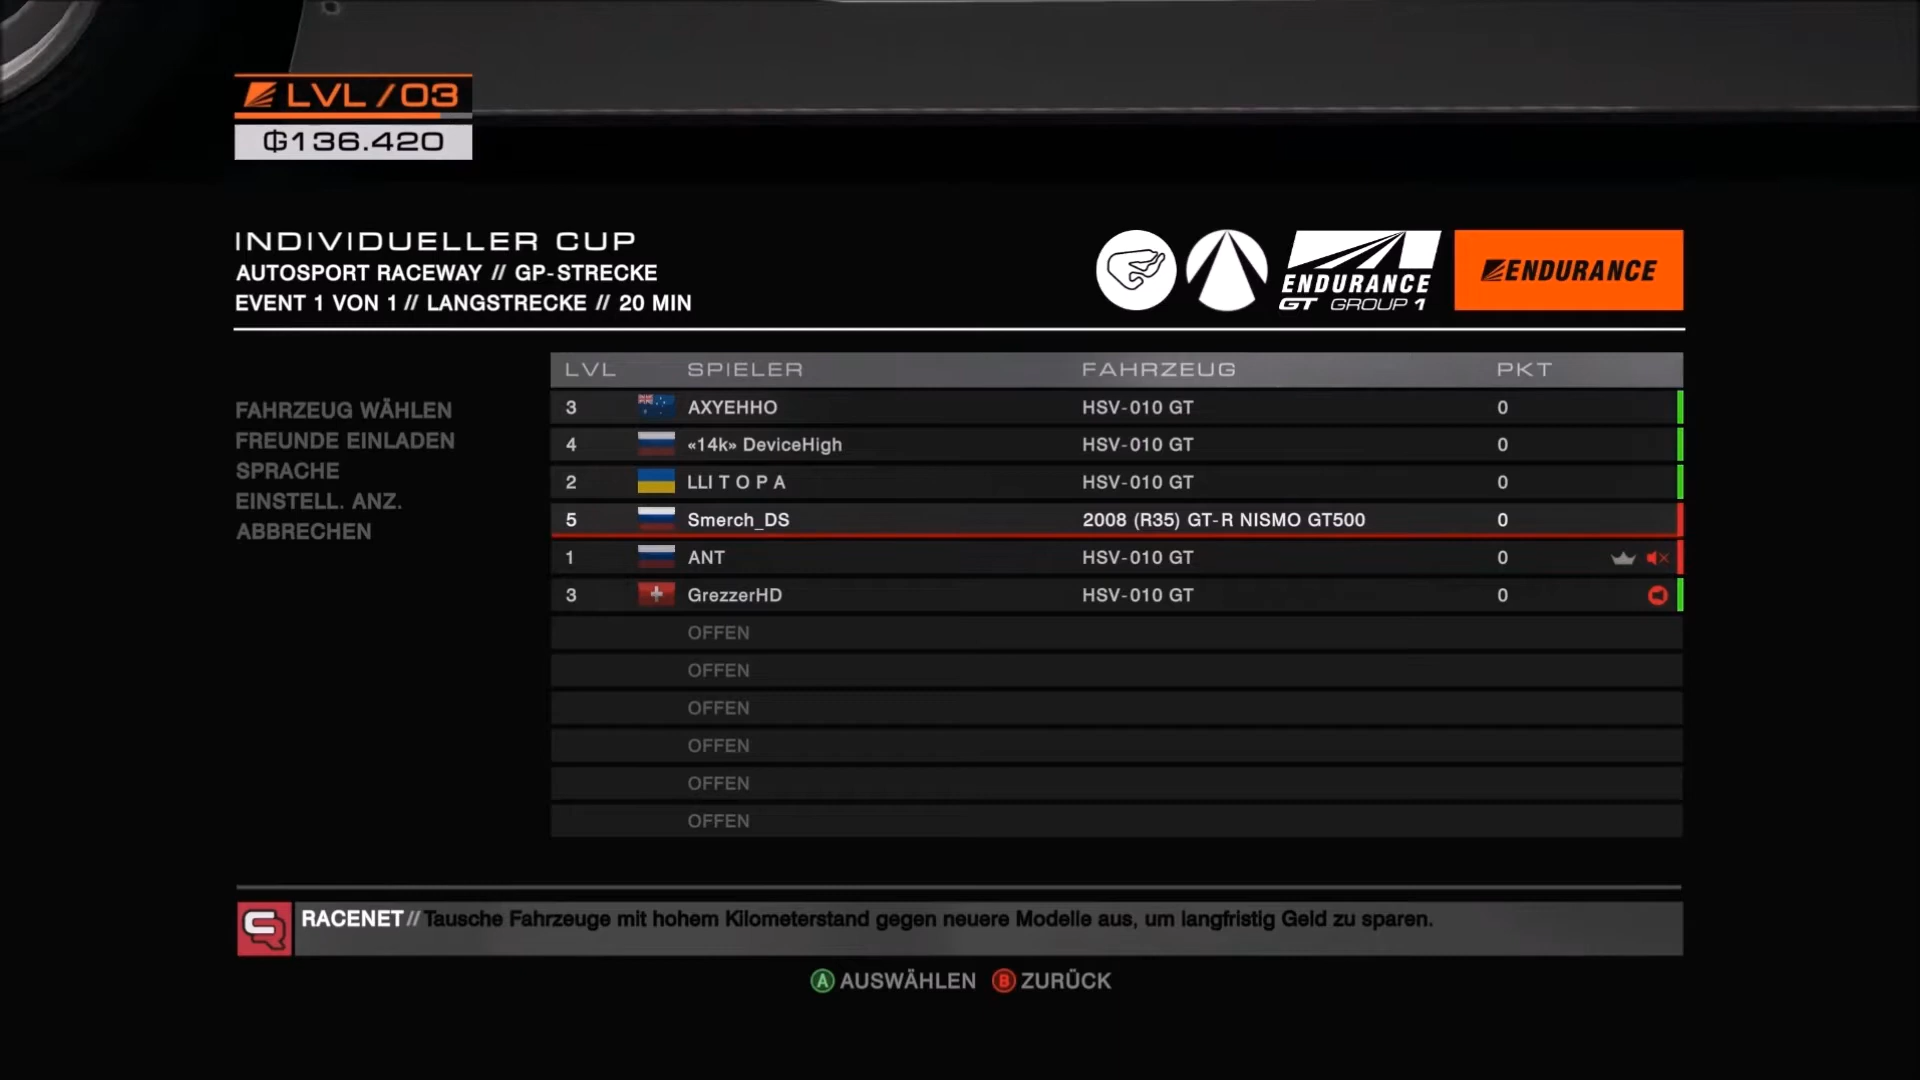 LVL/03
₲136.420
INDIVIDUELLER CUP
AUTOSPORT RACEWAY // GP-STRECKE
EVENT 1 VON 1 // LANGSTRECKE // 20 MIN
ENDURANCE
GT GROUP 1
ENDURANCE
FAHRZEUG WÄHLEN
FREUNDE EINLADEN
SPRACHE
EINSTELL. ANZ.
ABBRECHEN
LVL SPIELER FAHRZEUG PKT
3 AXYEHHO HSV-010 GT 0
4 «14k» DeviceHigh HSV-010 GT 0
2 LLI T O P A HSV-010 GT 0
5 Smerch_DS 2008 (R35) GT-R NISMO GT500 0
1 ANT HSV-010 GT 0
3 GrezzerHD HSV-010 GT 0
OFFEN
OFFEN
OFFEN
OFFEN
OFFEN
OFFEN
RACENET // Tausche Fahrzeuge mit hohem Kilometerstand gegen neuere Modelle aus, um langfristig Geld zu sparen.
A AUSWÄHLEN B ZURÜCK